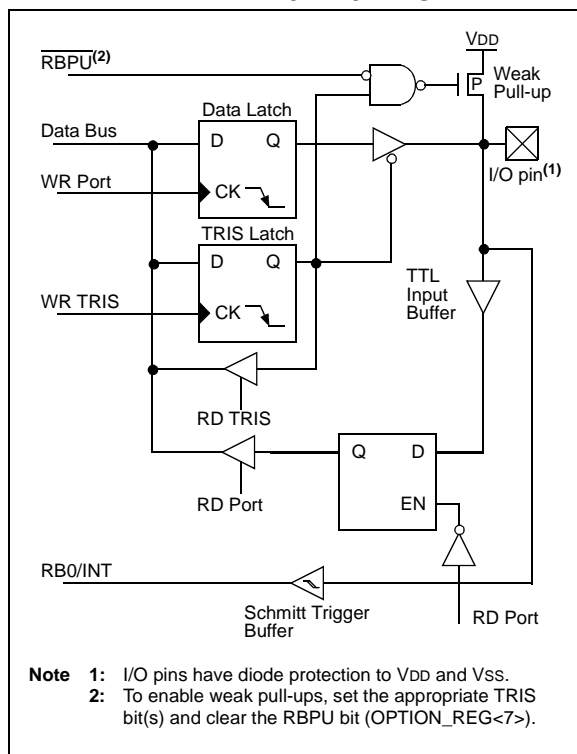 VDD
RBPU(2)
P
Weak
Pull-up
Data Latch
Data Bus
D
Q
I/O pin(1)
WR Port
CK
TRIS Latch
D
Q
TTL
Input
Buffer
WR TRIS
CK
RD TRIS
Q
D
RD Port
EN
RB0/INT
Schmitt Trigger
Buffer
RD Port
Note 1: I/O pins have diode protection to VDD and VSS.
2: To enable weak pull-ups, set the appropriate TRIS
bit(s) and clear the RBPU bit (OPTION_REG<7>).